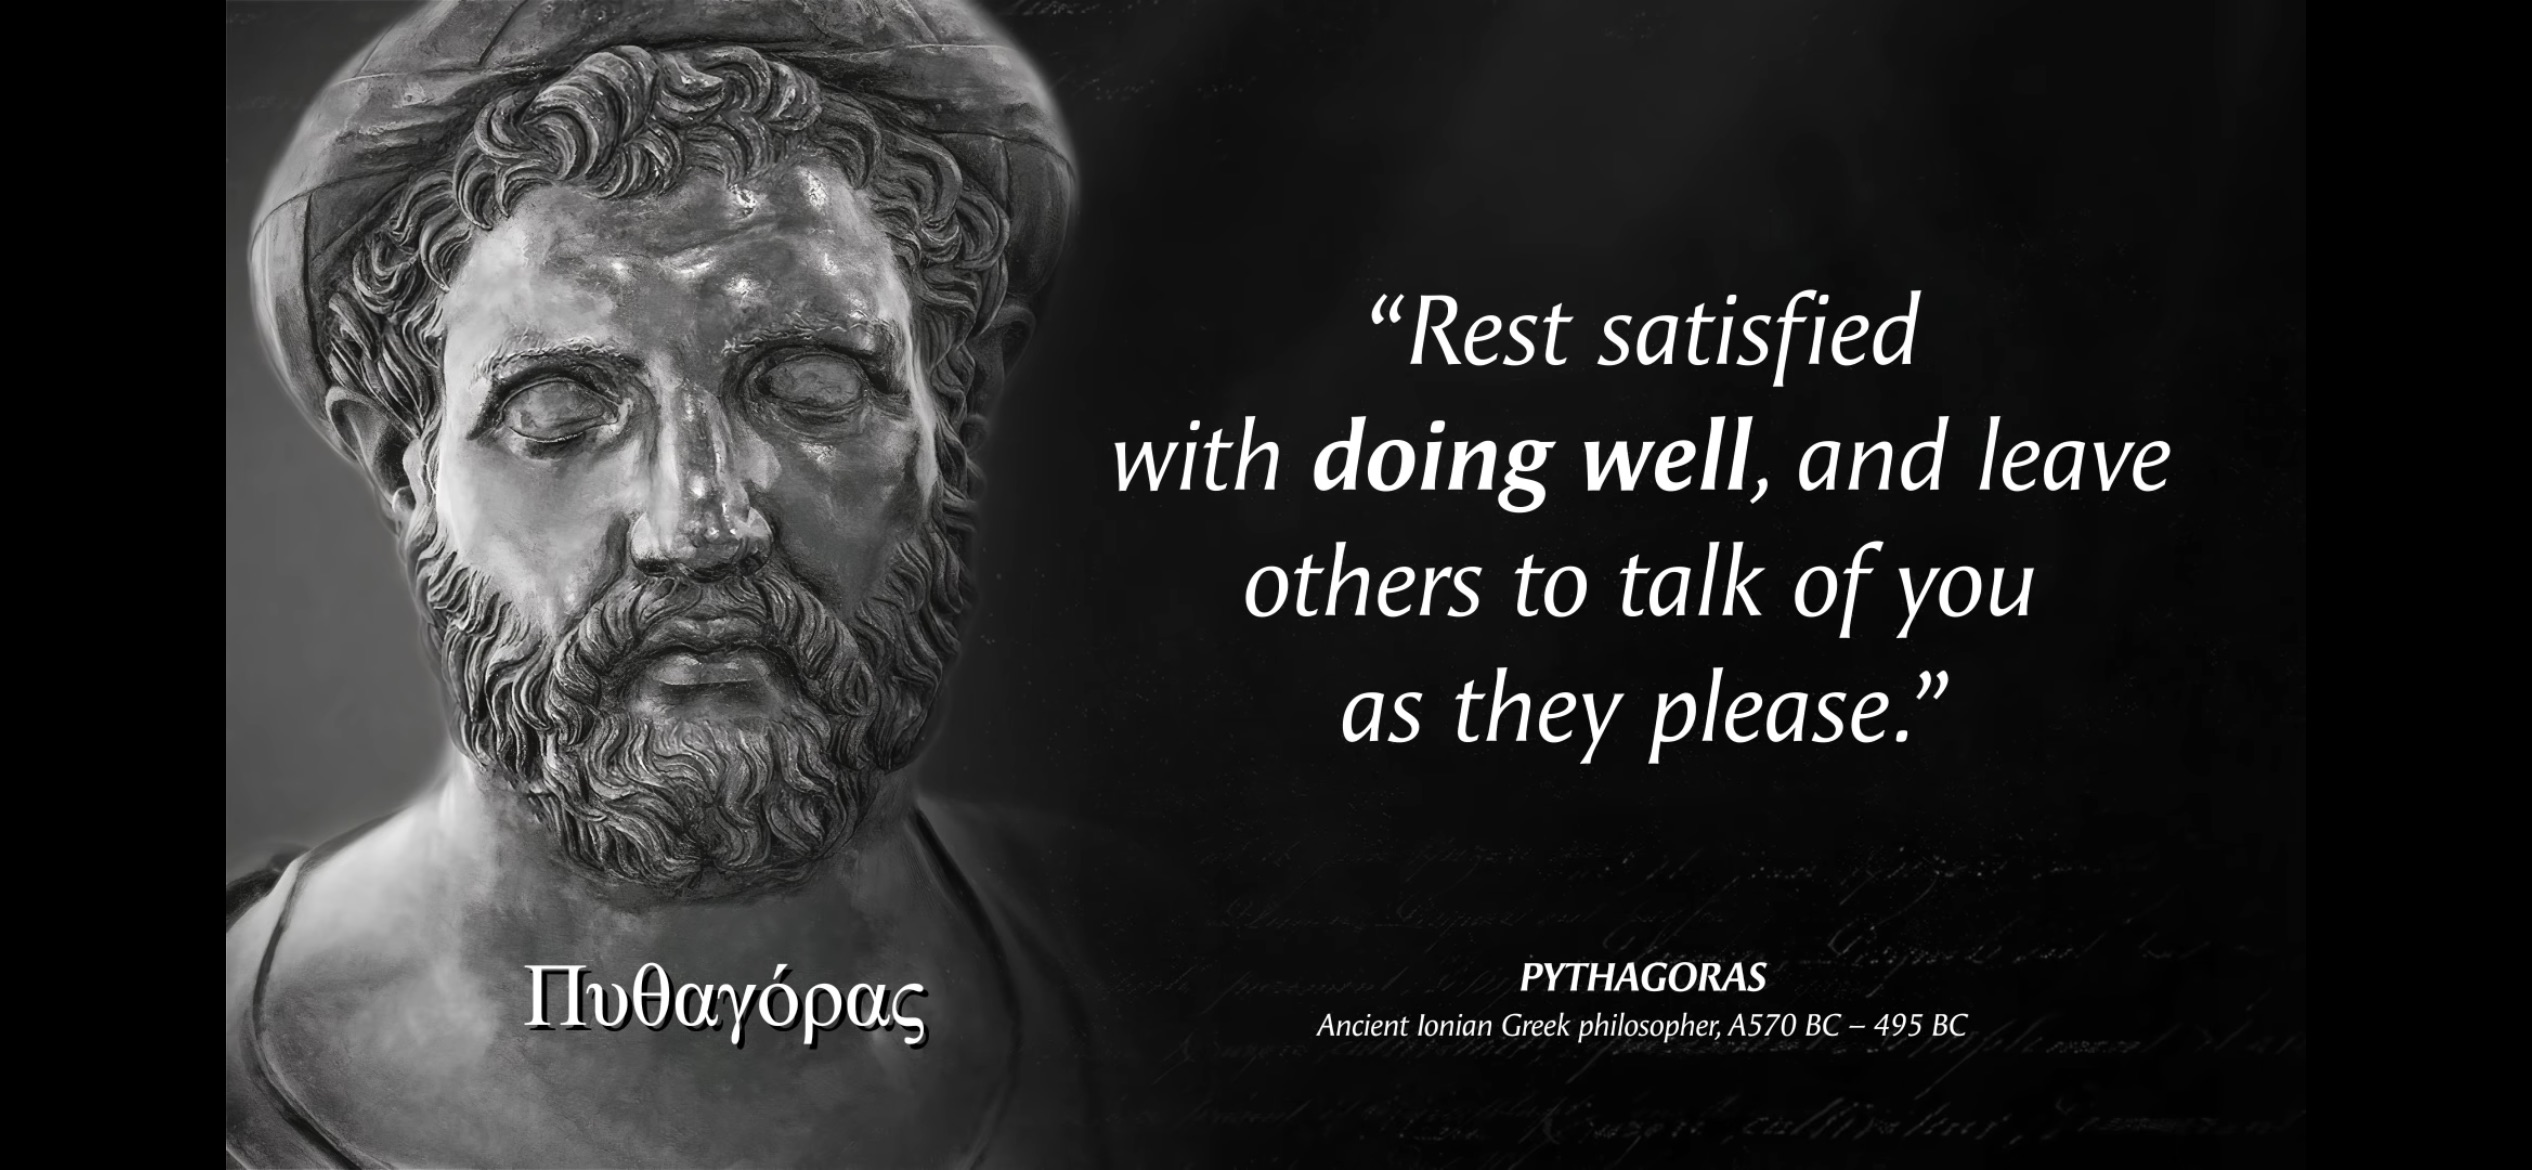 “Rest satisfied
with doing well, and leave
others to talk of you
as they please.”
Πυθαγόρας
PYTHAGORAS
Ancient Ionian Greek philosopher, A570 BC – 495 BC